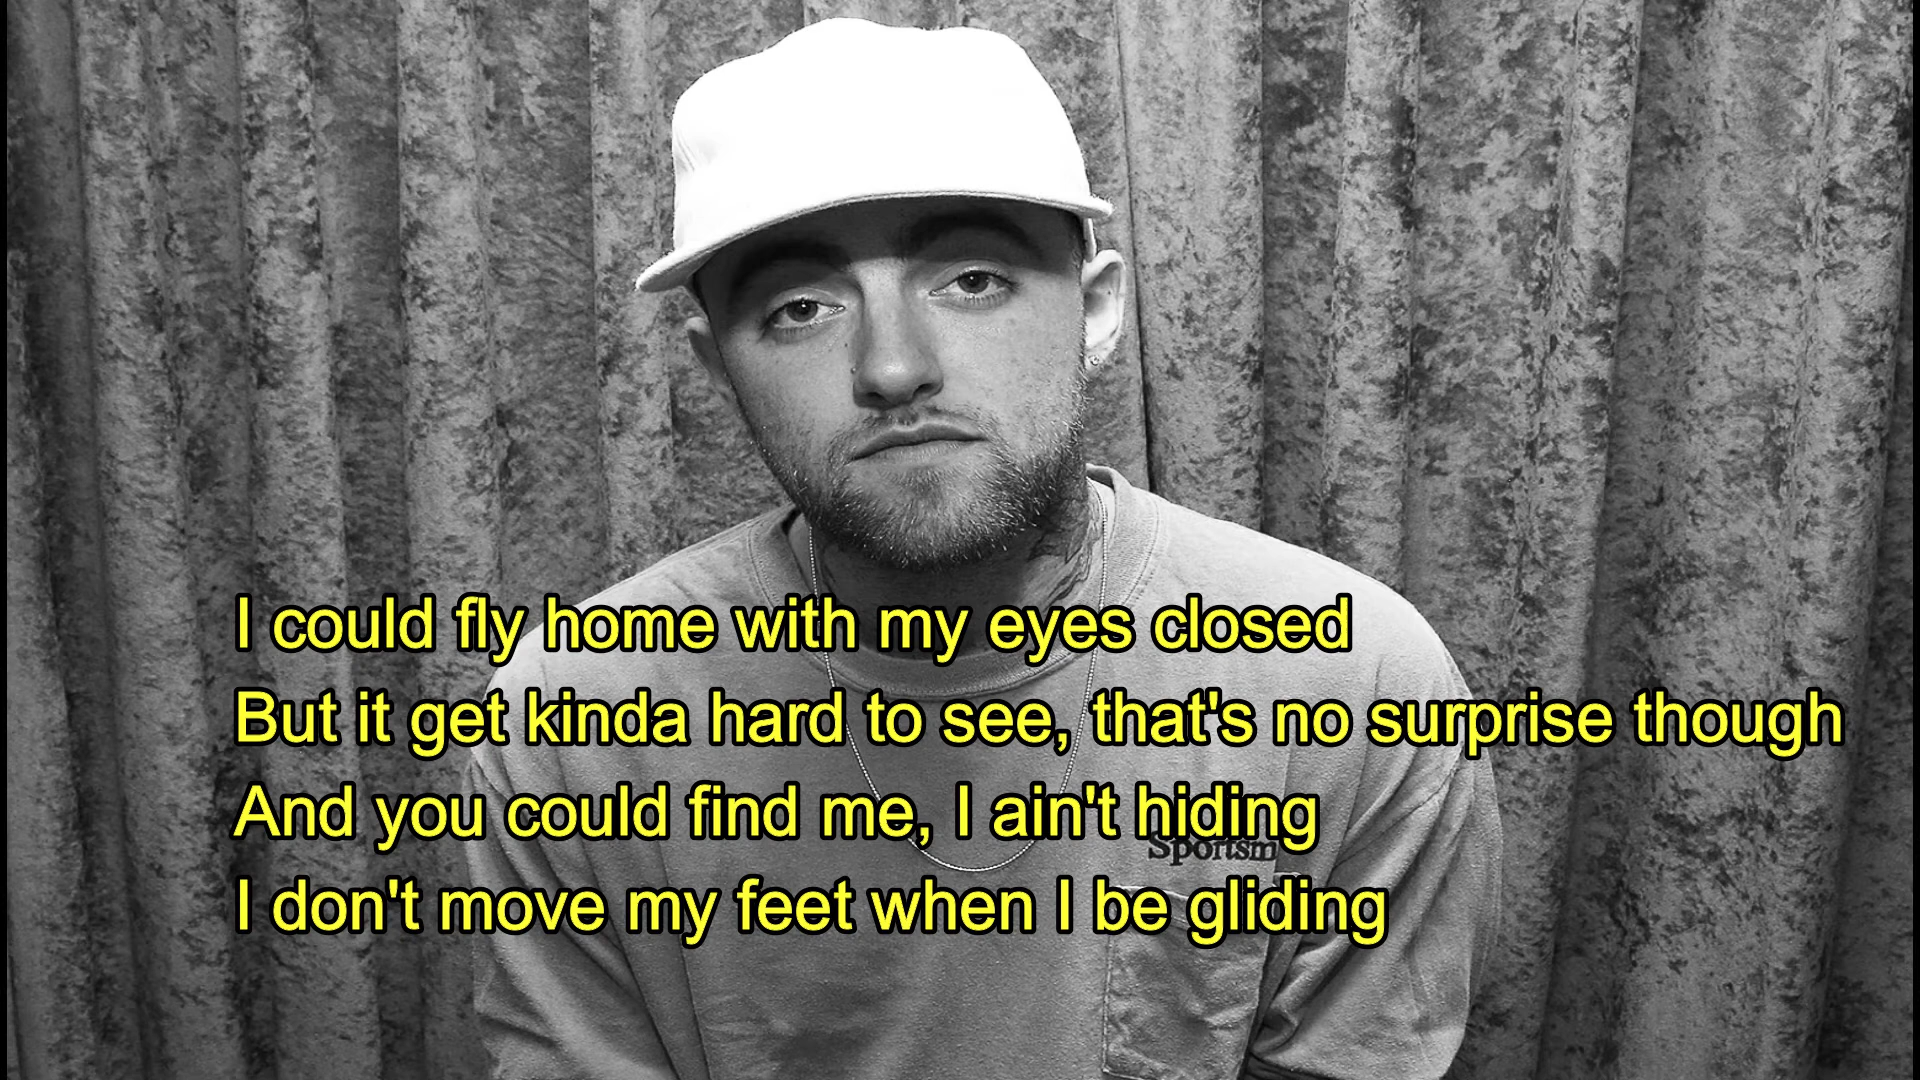 I could fly home with my eyes closed
But it get kinda hard to see, that's no surprise though
And you could find me, I ain't hiding
Sportsm
I don't move my feet when I be gliding